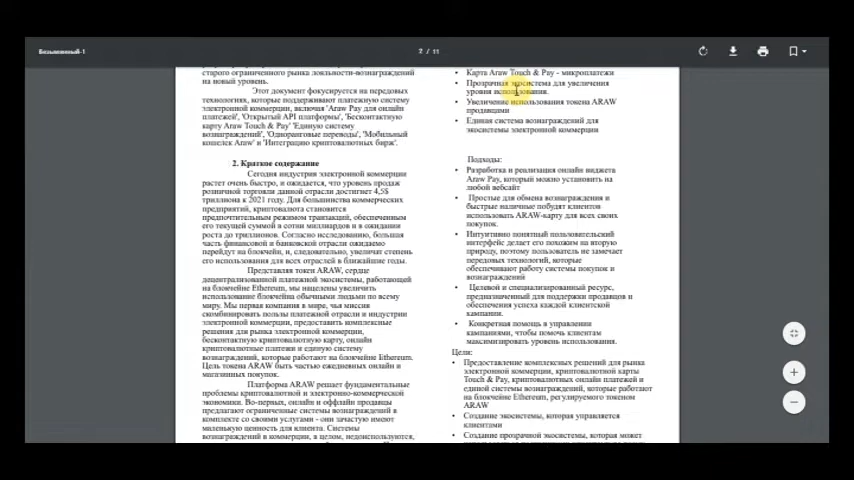 Безымянный-1
2 / 11
старого ограниченного рынка лояльности-вознаграждений
на новый уровень.
Этот документ фокусируется на передовых
технологиях, которые поддерживают платежную систему
электронной коммерции, включая 'Araw Pay для онлайн
платежей', 'Открытый API платформы', 'Бесконтактную
карту Araw Touch & Pay' 'Единую систему
вознаграждений', 'Одноранговые переводы', 'Мобильный
кошелек Araw' и 'Интеграцию криптовалютных бирж'.
2. Краткое содержание
Сегодня индустрия электронной коммерции
растет очень быстро, и ожидается, что уровень продаж
розничной торговли данной отрасли достигнет 4,5$
триллиона к 2021 году. Для большинства коммерческих
предприятий, криптовалюта становится
предпочтительным режимом транзакций, обеспеченным
его текущей суммой в сотни миллиардов и в ожидании
роста до триллионов. Согласно исследованию, большая
часть финансовой и банковской отрасли ожидаемо
перейдут на блокчейн, и, следовательно, увеличит степень
его использования для всех отраслей в ближайшие годы.
Представляя токен ARAW, сердце
децентрализованной платежной экосистемы, работающей
на блокчейне Ethereum, мы нацелены увеличить
использование блокчейна обычными людьми по всему
миру. Мы первая компания в мире, чья миссия
скомбинировать пользы платежной отрасли и индустрии
электронной коммерции, предоставить комплексные
решения для рынка электронной коммерции,
бесконтактную криптовалютную карту, онлайн
криптовалютные платежи и единую систему
вознаграждений, которые работают на блокчейне Ethereum.
Цель токена ARAW быть частью ежедневных онлайн и
магазинных покупок.
Платформа ARAW решает фундаментальные
проблемы криптовалютной и электронно-коммерческой
экономики. Во-первых, онлайн и оффлайн продавцы
предлагают ограниченные системы вознаграждений в
комплекте со своими услугами - они зачастую имеют
маленькую ценность для клиента. Системы
вознаграждений в коммерции, в целом, недоиспользуются,
• Карта Araw Touch & Pay - микроплатежи
• Прозрачная экосистема для увеличения
уровня использования.
• Увеличение использования токена ARAW
продавцами
• Единая система вознаграждений для
экосистемы электронной коммерции
Подходы:
• Разработка и реализация онлайн виджета
Araw Pay, который можно установить на
любой вебсайт
• Простые для обмена вознаграждения и
быстрые наличные побудят клиентов
использовать ARAW-карту для всех своих
покупок.
• Интуитивно понятный пользовательский
интерфейс делает его похожим на вторую
природу, поэтому пользователь не замечает
передовых технологий, которые
обеспечивают работу системы покупок и
вознаграждений
• Целевой и специализированный ресурс,
предназначенный для поддержки продавцов и
обеспечения успеха каждой клиентской
кампании.
• Конкретная помощь в управлении
кампаниями, чтобы помочь клиентам
максимизировать уровень использования.
Цели:
• Предоставление комплексных решений для рынка
электронной коммерции, криптовалютной карты
Touch & Pay, криптовалютных онлайн платежей и
единой системы вознаграждений, которые работают
на блокчейне Ethereum, регулируемого токеном
ARAW
• Создание экосистемы, которая управляется
клиентами
• Создание прозрачной экосистемы, которая может